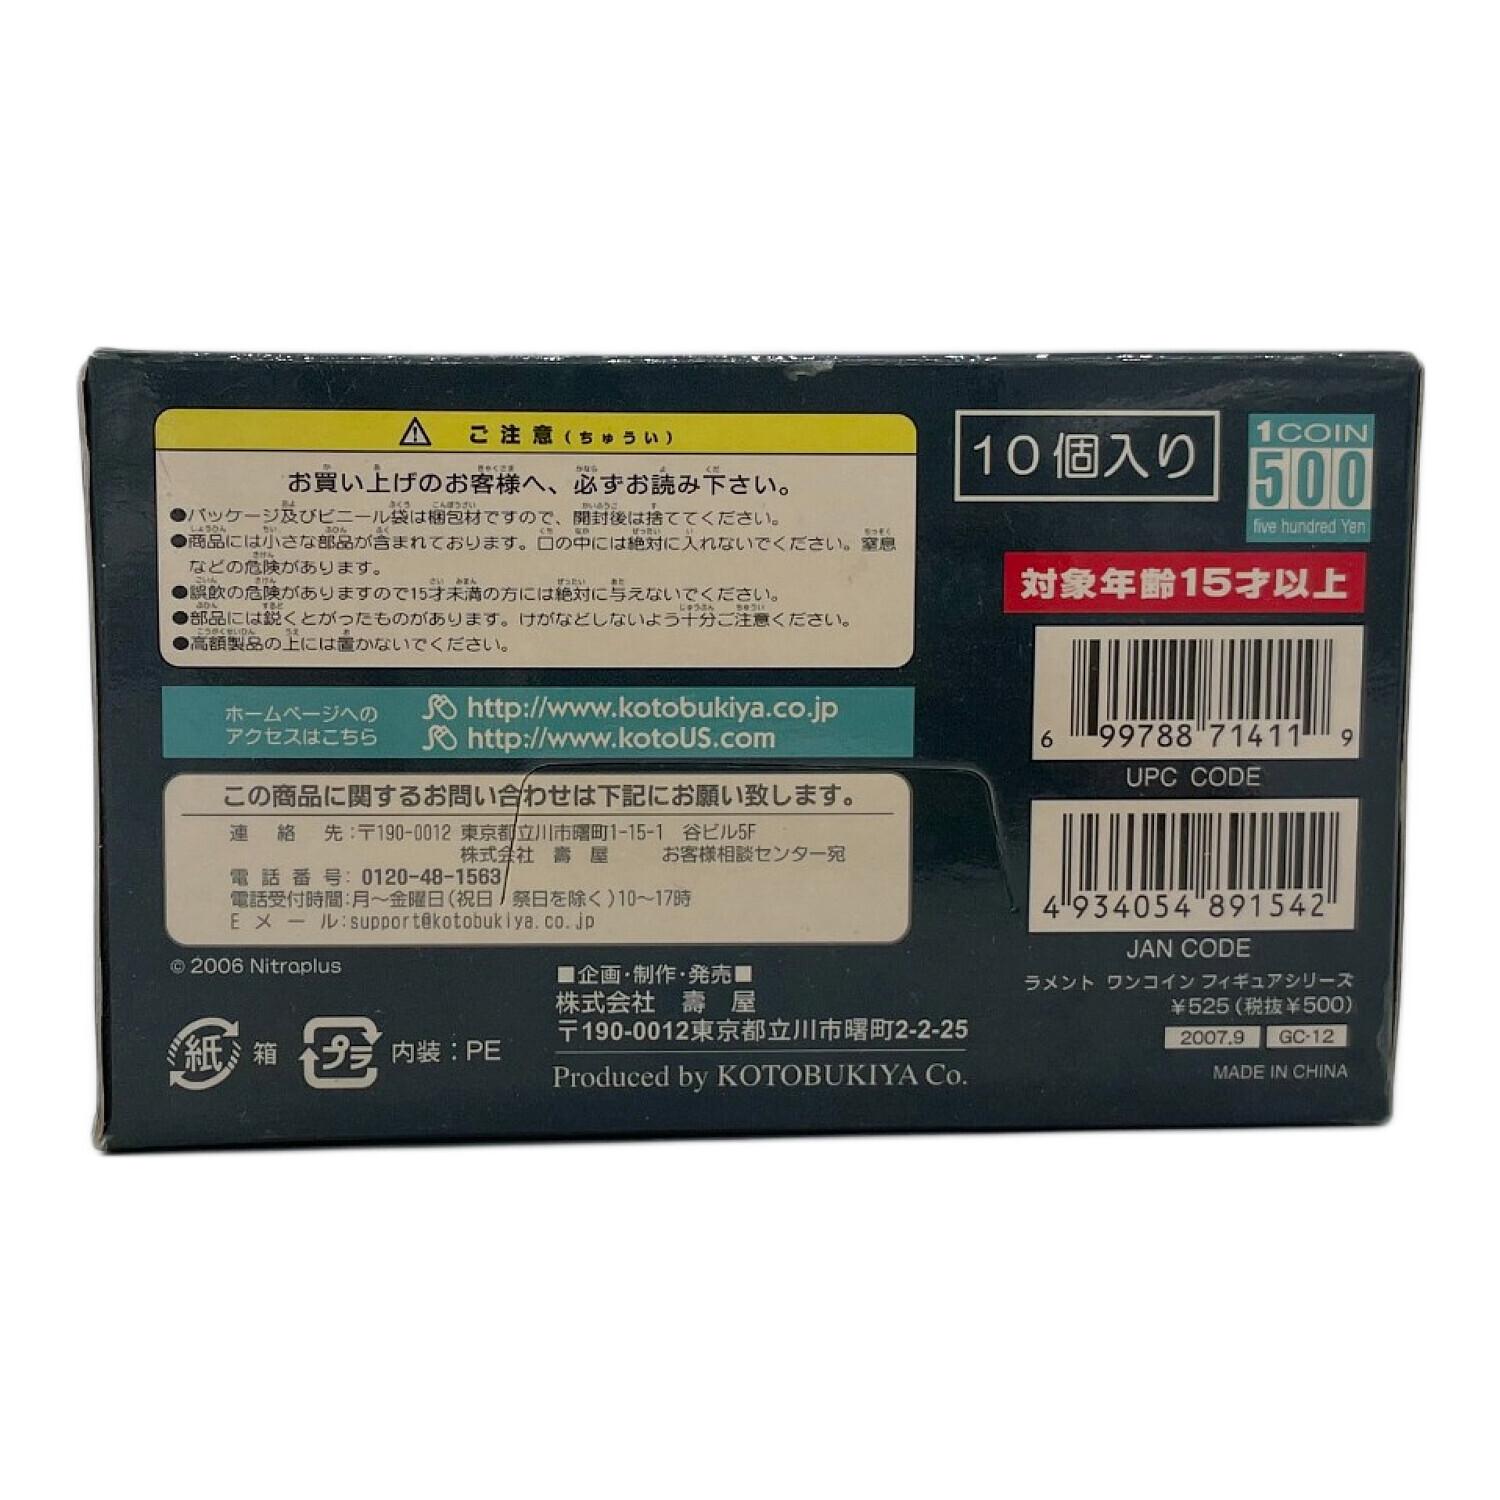 ご注意(ちゅうい)
お買い上げのお客様へ、必ずお読み下さい。
●パッケージ及びビニール袋は梱包材ですので、開封後は捨ててください。
●商品には小さな部品が含まれております。口の中には絶対に入れないでください。窒息
などの危険があります。
●誤飲の危険がありますので15才未満の方には絶対に与えないでください。
●部品には鋭くとがったものがあります。けがなどしないよう十分ご注意ください。
●高額製品の上には置かないでください。
ホームページへの
アクセスはこちら
http://www.kotobukiya.co.jp
http://www.kotoUS.com
この商品に関するお問い合わせは下記にお願い致します。
連絡先:〒190-0012 東京都立川市曙町1-15-1 谷ビル5F
株式会社 壽屋 お客様相談センター宛
電話番号: 0120-48-1563
電話受付時間:月〜金曜日(祝日・祭日を除く)10〜17時
Eメール:support@kotobukiya.co.jp
© 2006 Nitroplus
紙 箱 プラ 内装:PE
■企画・制作・発売■
株式会社 壽屋
〒190-0012東京都立川市曙町2-2-25
Produced by KOTOBUKIYA Co.
10個入り
1COIN
500
five hundred Yen
対象年齢15才以上
6 99788 71411 9
UPC CODE
4 934054 891542
JAN CODE
ラメント ワンコイン フィギュアシリーズ
¥525(税抜¥500)
2007.9 GC-12
MADE IN CHINA